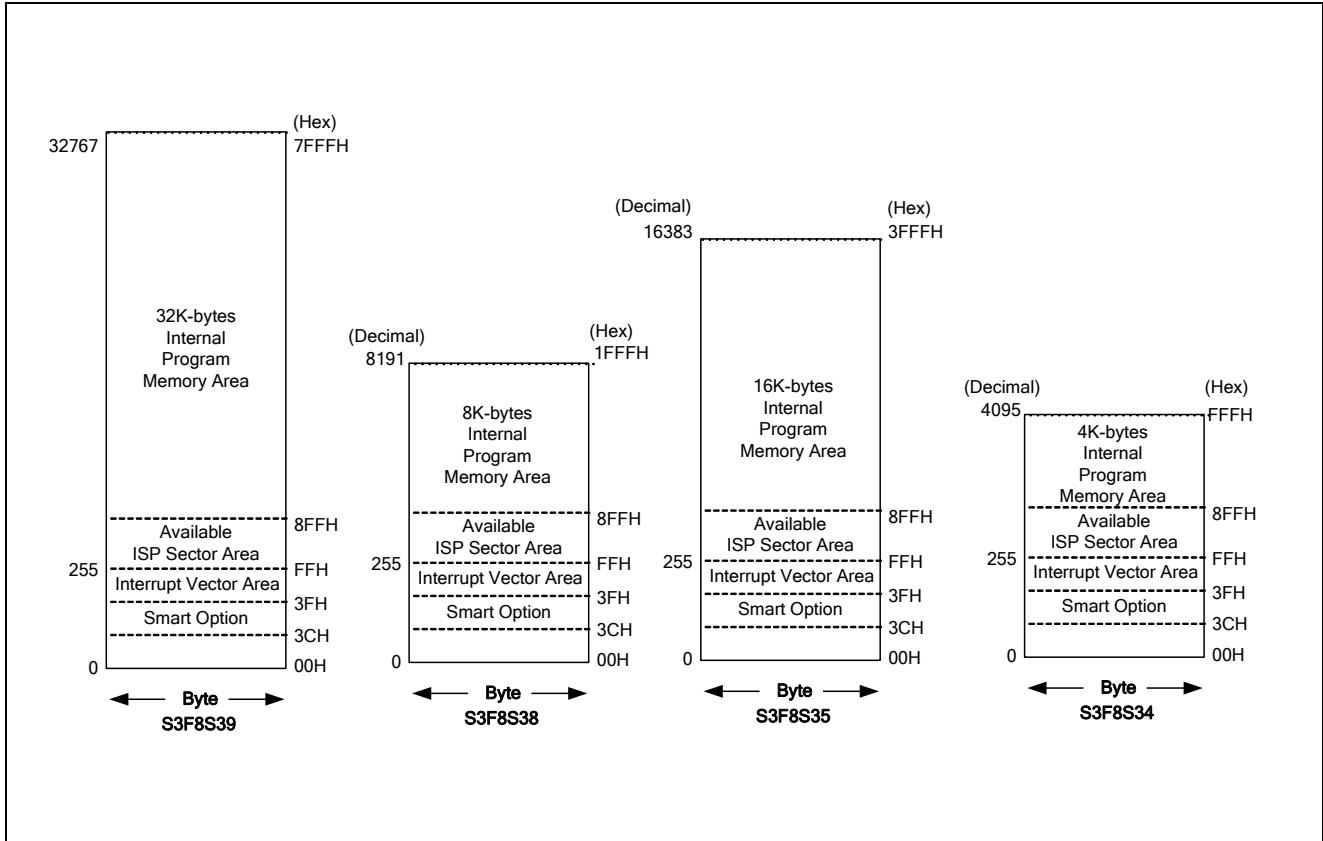 (Hex)
32767
7FFFH
32K-bytes
Internal
Program
Memory Area
Available
ISP Sector Area
8FFH
255
FFH
Interrupt Vector Area
3FH
Smart Option
3CH
0
00H
Byte
S3F8S39
(Decimal)
(Hex)
8191
1FFFH
8K-bytes
Internal
Program
Memory Area
8FFH
Available
ISP Sector Area
255
FFH
Interrupt Vector Area
3FH
Smart Option
3CH
0
00H
Byte
S3F8S38
(Decimal)
(Hex)
16383
3FFFH
16K-bytes
Internal
Program
Memory Area
8FFH
Available
ISP Sector Area
255
FFH
Interrupt Vector Area
3FH
Smart Option
3CH
0
00H
Byte
S3F8S35
(Decimal)
(Hex)
4095
FFFH
4K-bytes
Internal
Program
Memory Area
8FFH
Available
ISP Sector Area
255
FFH
Interrupt Vector Area
3FH
Smart Option
3CH
0
00H
Byte
S3F8S34